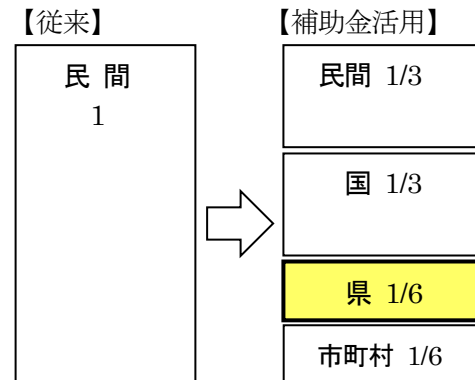 【従来】
民 間
1
【補助金活用】
民間 1/3
国 1/3
県 1/6
市町村 1/6